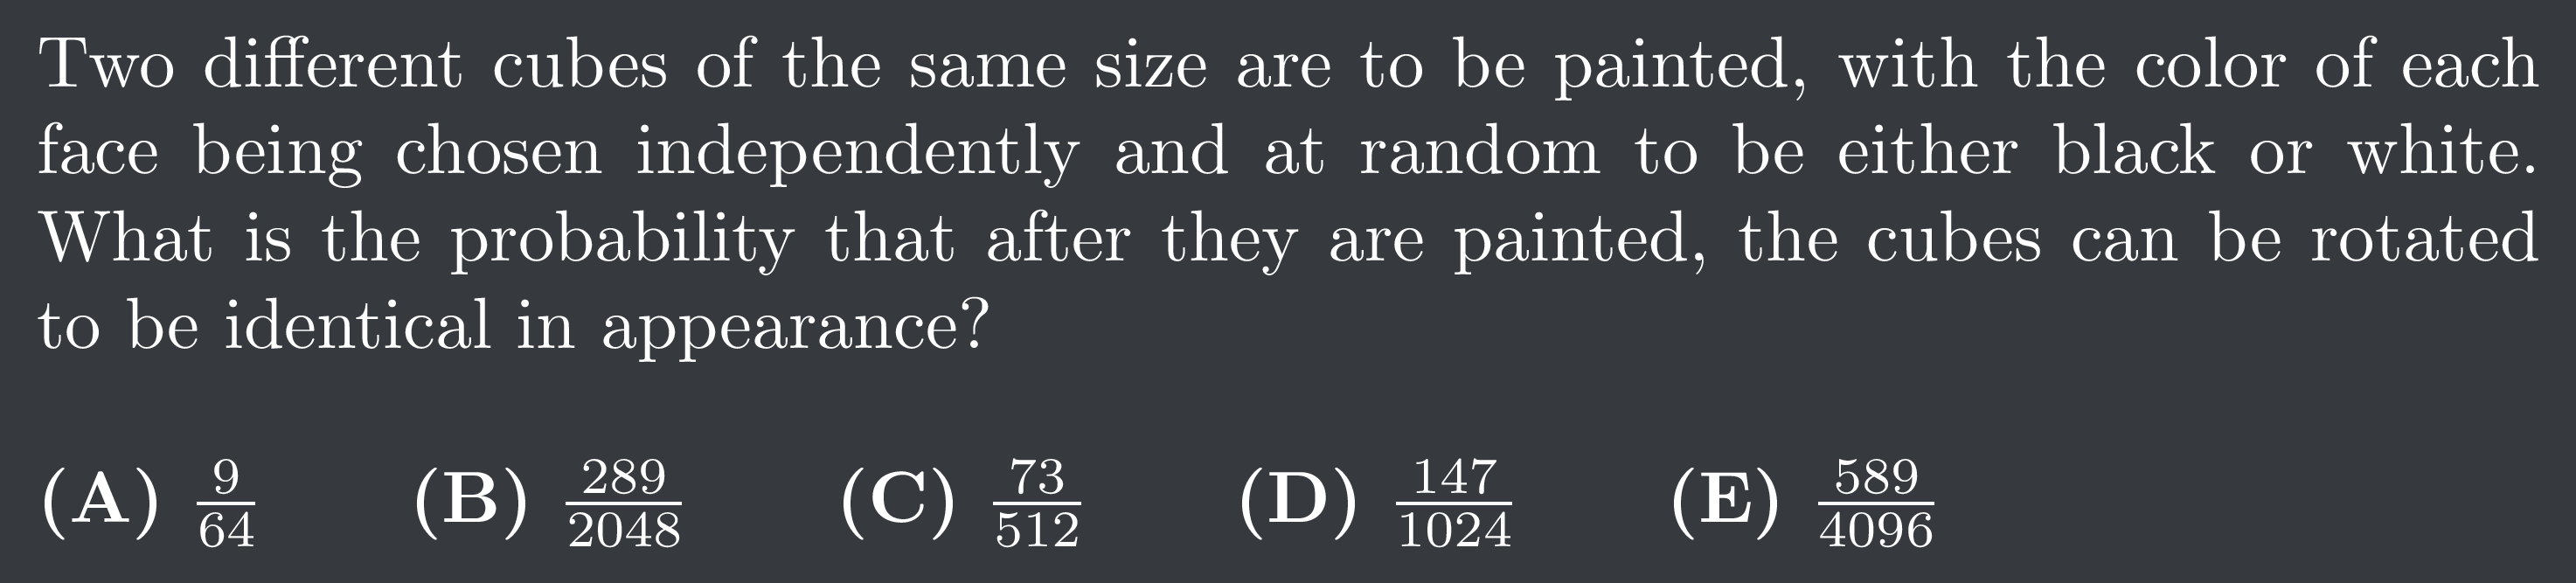 Two different cubes of the same size are to be painted, with the color of each
face being chosen independently and at random to be either black or white.
What is the probability that after they are painted, the cubes can be rotated
to be identical in appearance?
(A) 9/64 (B) 289/2048 (C) 73/512 (D) 147/1024 (E) 589/4096